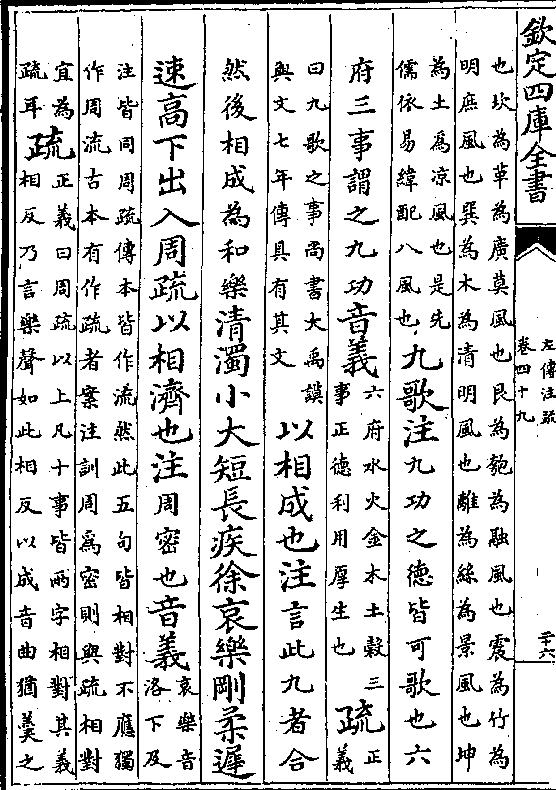 欽定四庫全書
左傳注疏
卷四十九
二十六
也坎為革為廣莫風也艮為匏為融風也震為竹為
明庶風也巽為木為清明風也離為絲為景風也坤
為土為涼風也是先
儒依易緯配八風也
九歌注九功之德皆可歌也六
府三事謂之九功音義
六府水火金木土穀三
事正德利用厚生也
疏
正
義
曰九歌之事尚書大禹謨
與文七年傳具有其文
以相成也注言此九者合
然後相成為和樂清濁小大短長疾徐哀樂剛柔遲
速高下出入周疏以相濟也注周密也音義
哀樂音
洛下及
注皆同周疏傳本皆作流然此五句皆相對不應獨
作周流古本有作疏者案注訓周為密則與疏相對
宜為
疏耳
疏
正義曰周疏以上凡十事皆兩字相對其義
相反乃言樂聲如此相反以成音曲猶羹之